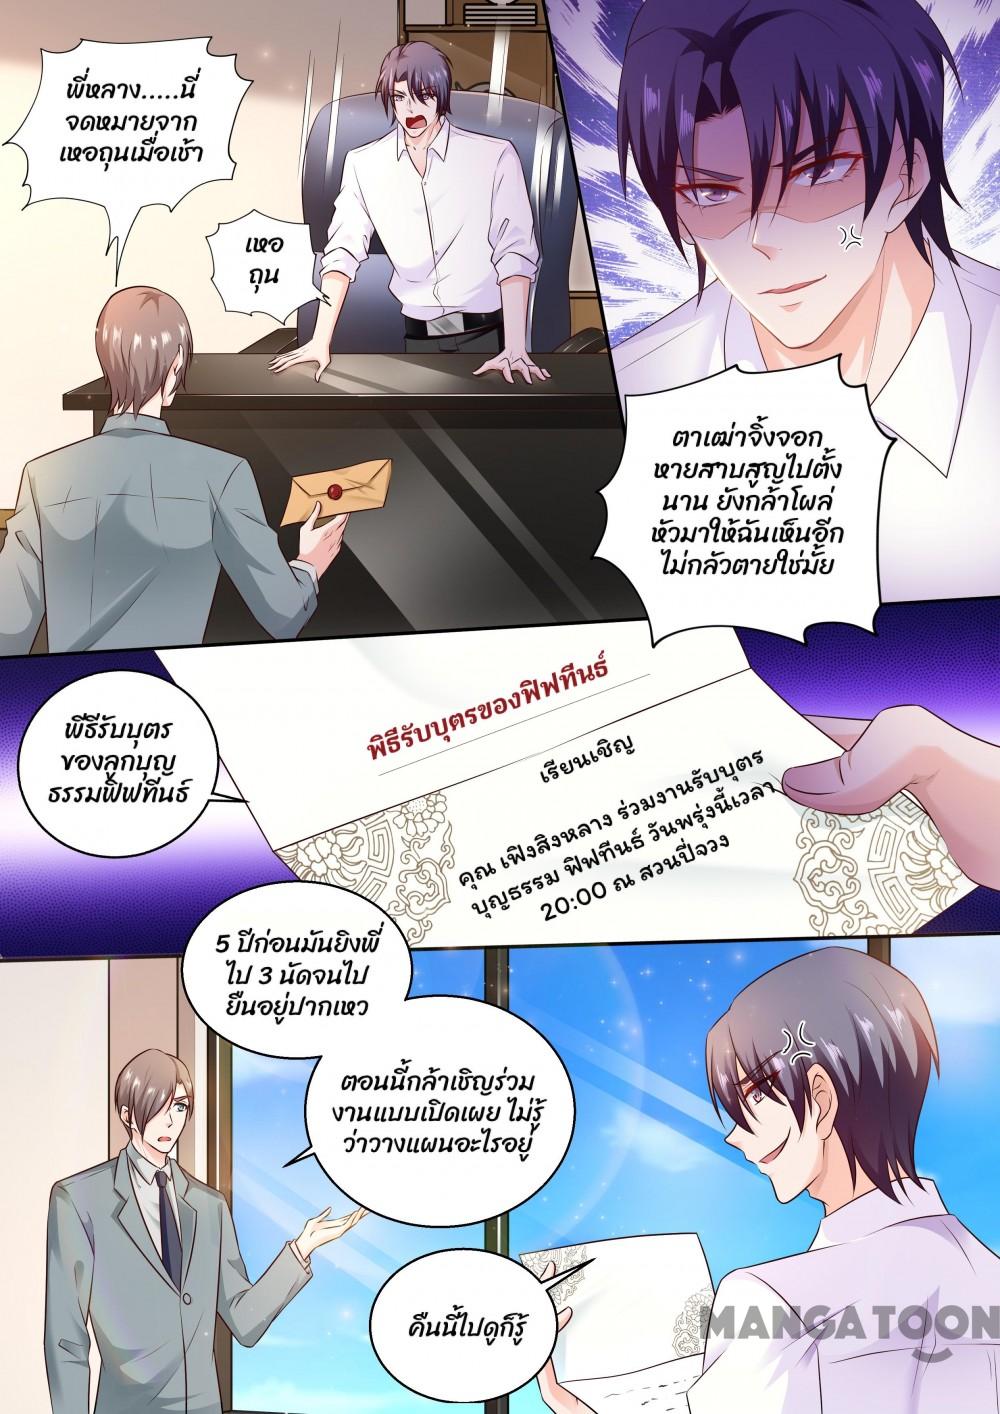 พี่หลาง.....นี่
จดหมายจาก
เหอถุนเมื่อเช้า
เหอ
ถุน
ตาเฒ่าจิ้งจอก
หายสาบสูญไปตั้ง
นาน ยังกล้าโผล่
หัวมาให้ฉันเห็นอีก
ไม่กลัวตายใช่มั้ย
พิธีรับบุตรของฟิฟทีนธ์
เรียนเชิญ
คุณ เฟิงสิงหลาง ร่วมงานรับบุตร
บุญธรรม ฟิฟทีนธ์ วันพรุ่งนี้เวลา
20:00 ณ สวนปี่จวง
พิธีรับบุตร
ของลูกบุญ
ธรรมฟิฟทีนธ์
5 ปีก่อนมันยิงพี่
ไป 3 นัดจนไป
ยืนอยู่ปากเหว
ตอนนี้กล้าเชิญร่วม
งานแบบเปิดเผย ไม่รู้
ว่าวางแผนอะไรอยู่
คืนนี้ไปดูก็รู้
MANGATOON